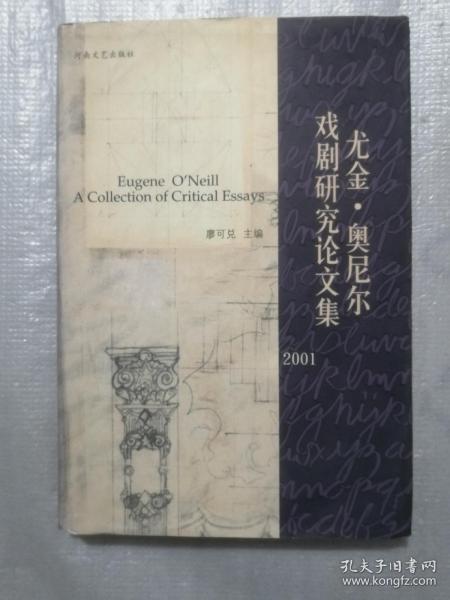 河南文艺出版社
Eugene O'Neill
A Collection of Critical Essays
廖可兑 主编
尤金·奥尼尔
戏剧研究论文集
2001
孔夫子旧书网
www.kongfz.com